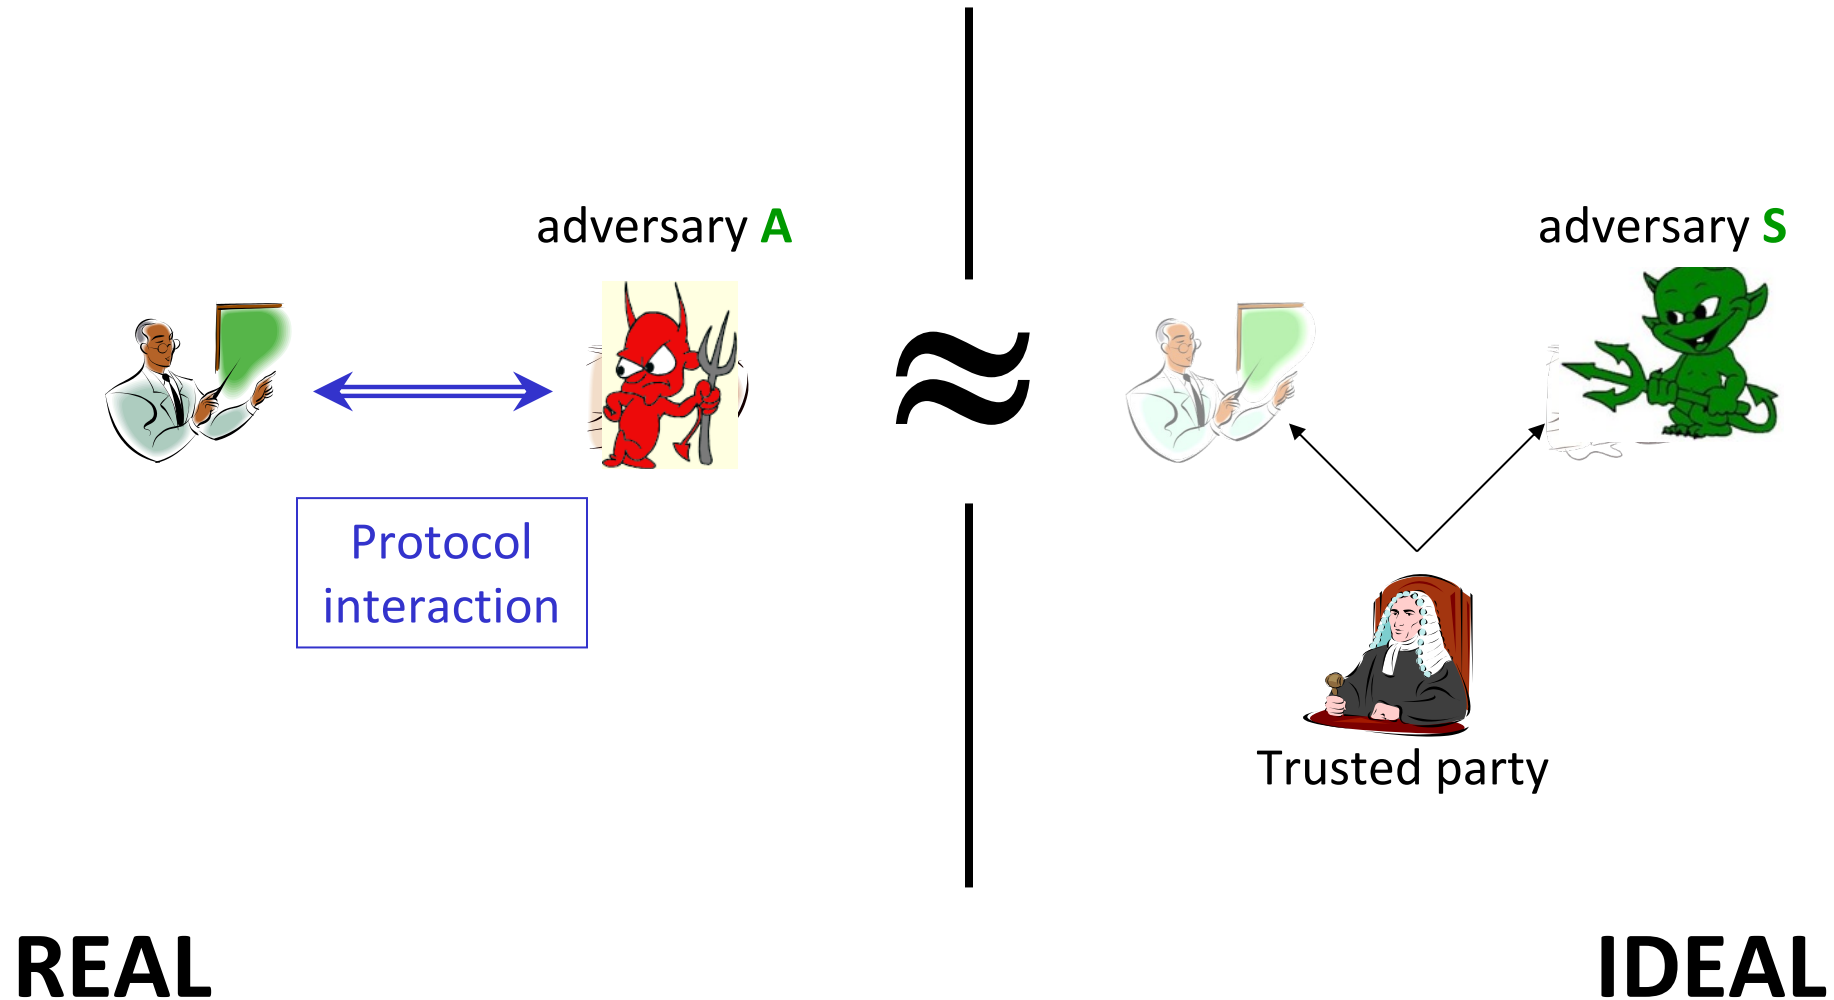 adversary A
Protocol
interaction
≈
adversary S
Trusted party
REAL
IDEAL